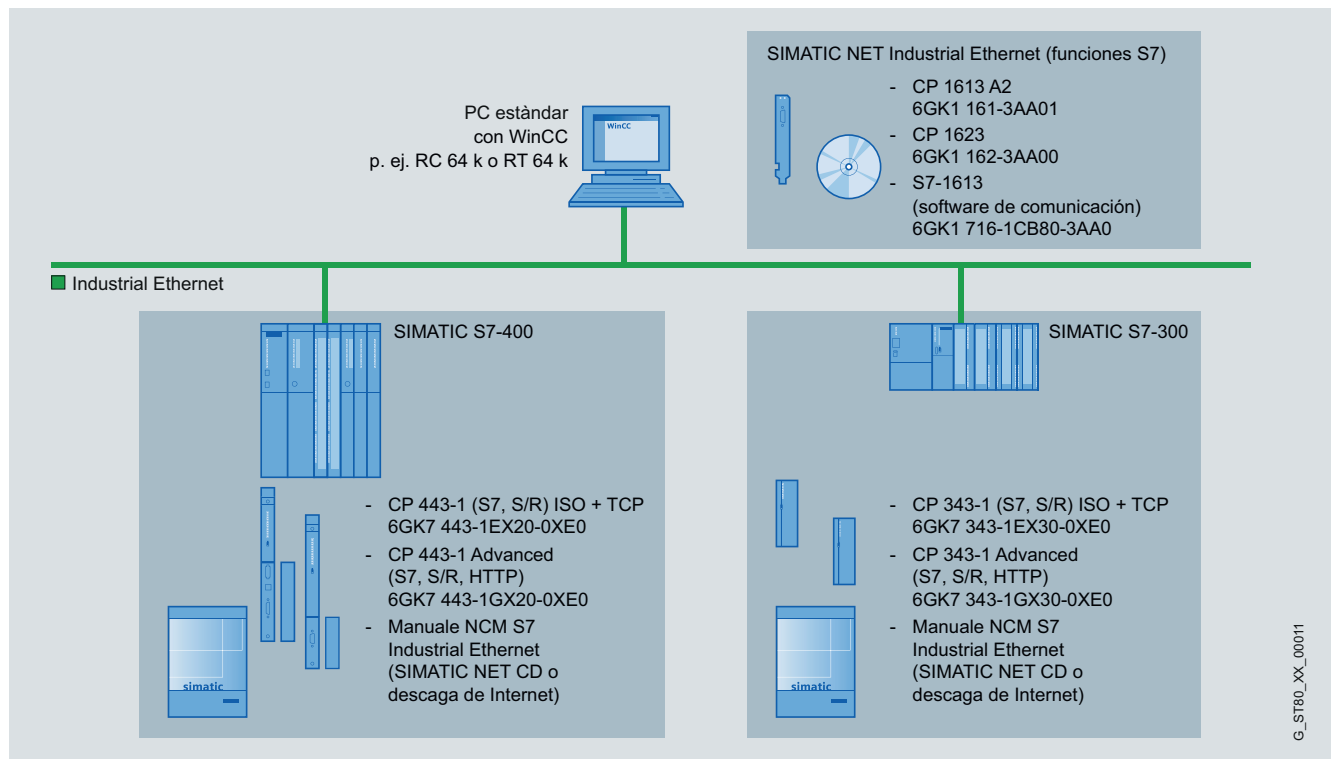 SIMATIC NET Industrial Ethernet (funciones S7)
- CP 1613 A2
6GK1 161-3AA01
- CP 1623
6GK1 162-3AA00
- S7-1613
(software de comunicación)
6GK1 716-1CB80-3AA0
PC estàndar
con WinCC
p. ej. RC 64 k o RT 64 k
WinCC
Industrial Ethernet
SIMATIC S7-400
- CP 443-1 (S7, S/R) ISO + TCP
6GK7 443-1EX20-0XE0
- CP 443-1 Advanced
(S7, S/R, HTTP)
6GK7 443-1GX20-0XE0
- Manuale NCM S7
Industrial Ethernet
(SIMATIC NET CD o
descaga de Internet)
simatic
SIMATIC S7-300
- CP 343-1 (S7, S/R) ISO + TCP
6GK7 343-1EX30-0XE0
- CP 343-1 Advanced
(S7, S/R, HTTP)
6GK7 343-1GX30-0XE0
- Manuale NCM S7
Industrial Ethernet
(SIMATIC NET CD o
descaga de Internet)
simatic
G_ST80_XX_00011